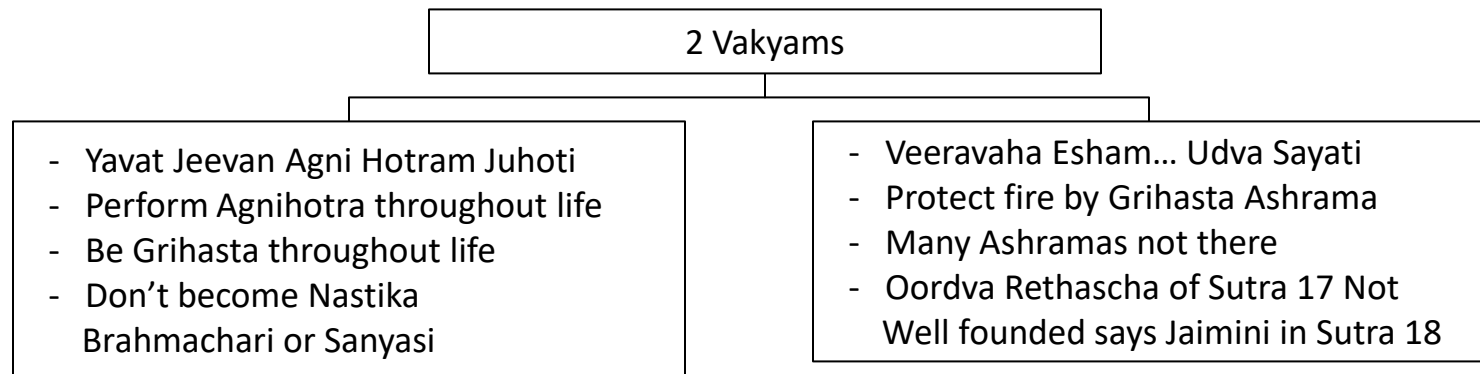 2 Vakyams
- Yavat Jeevan Agni Hotram Juhoti
- Perform Agnihotra throughout life
- Be Grihasta throughout life
- Don’t become Nastika
Brahmachari or Sanyasi
- Veeravaha Esham… Udva Sayati
- Protect fire by Grihasta Ashrama
- Many Ashramas not there
- Oordva Rethascha of Sutra 17 Not
Well founded says Jaimini in Sutra 18